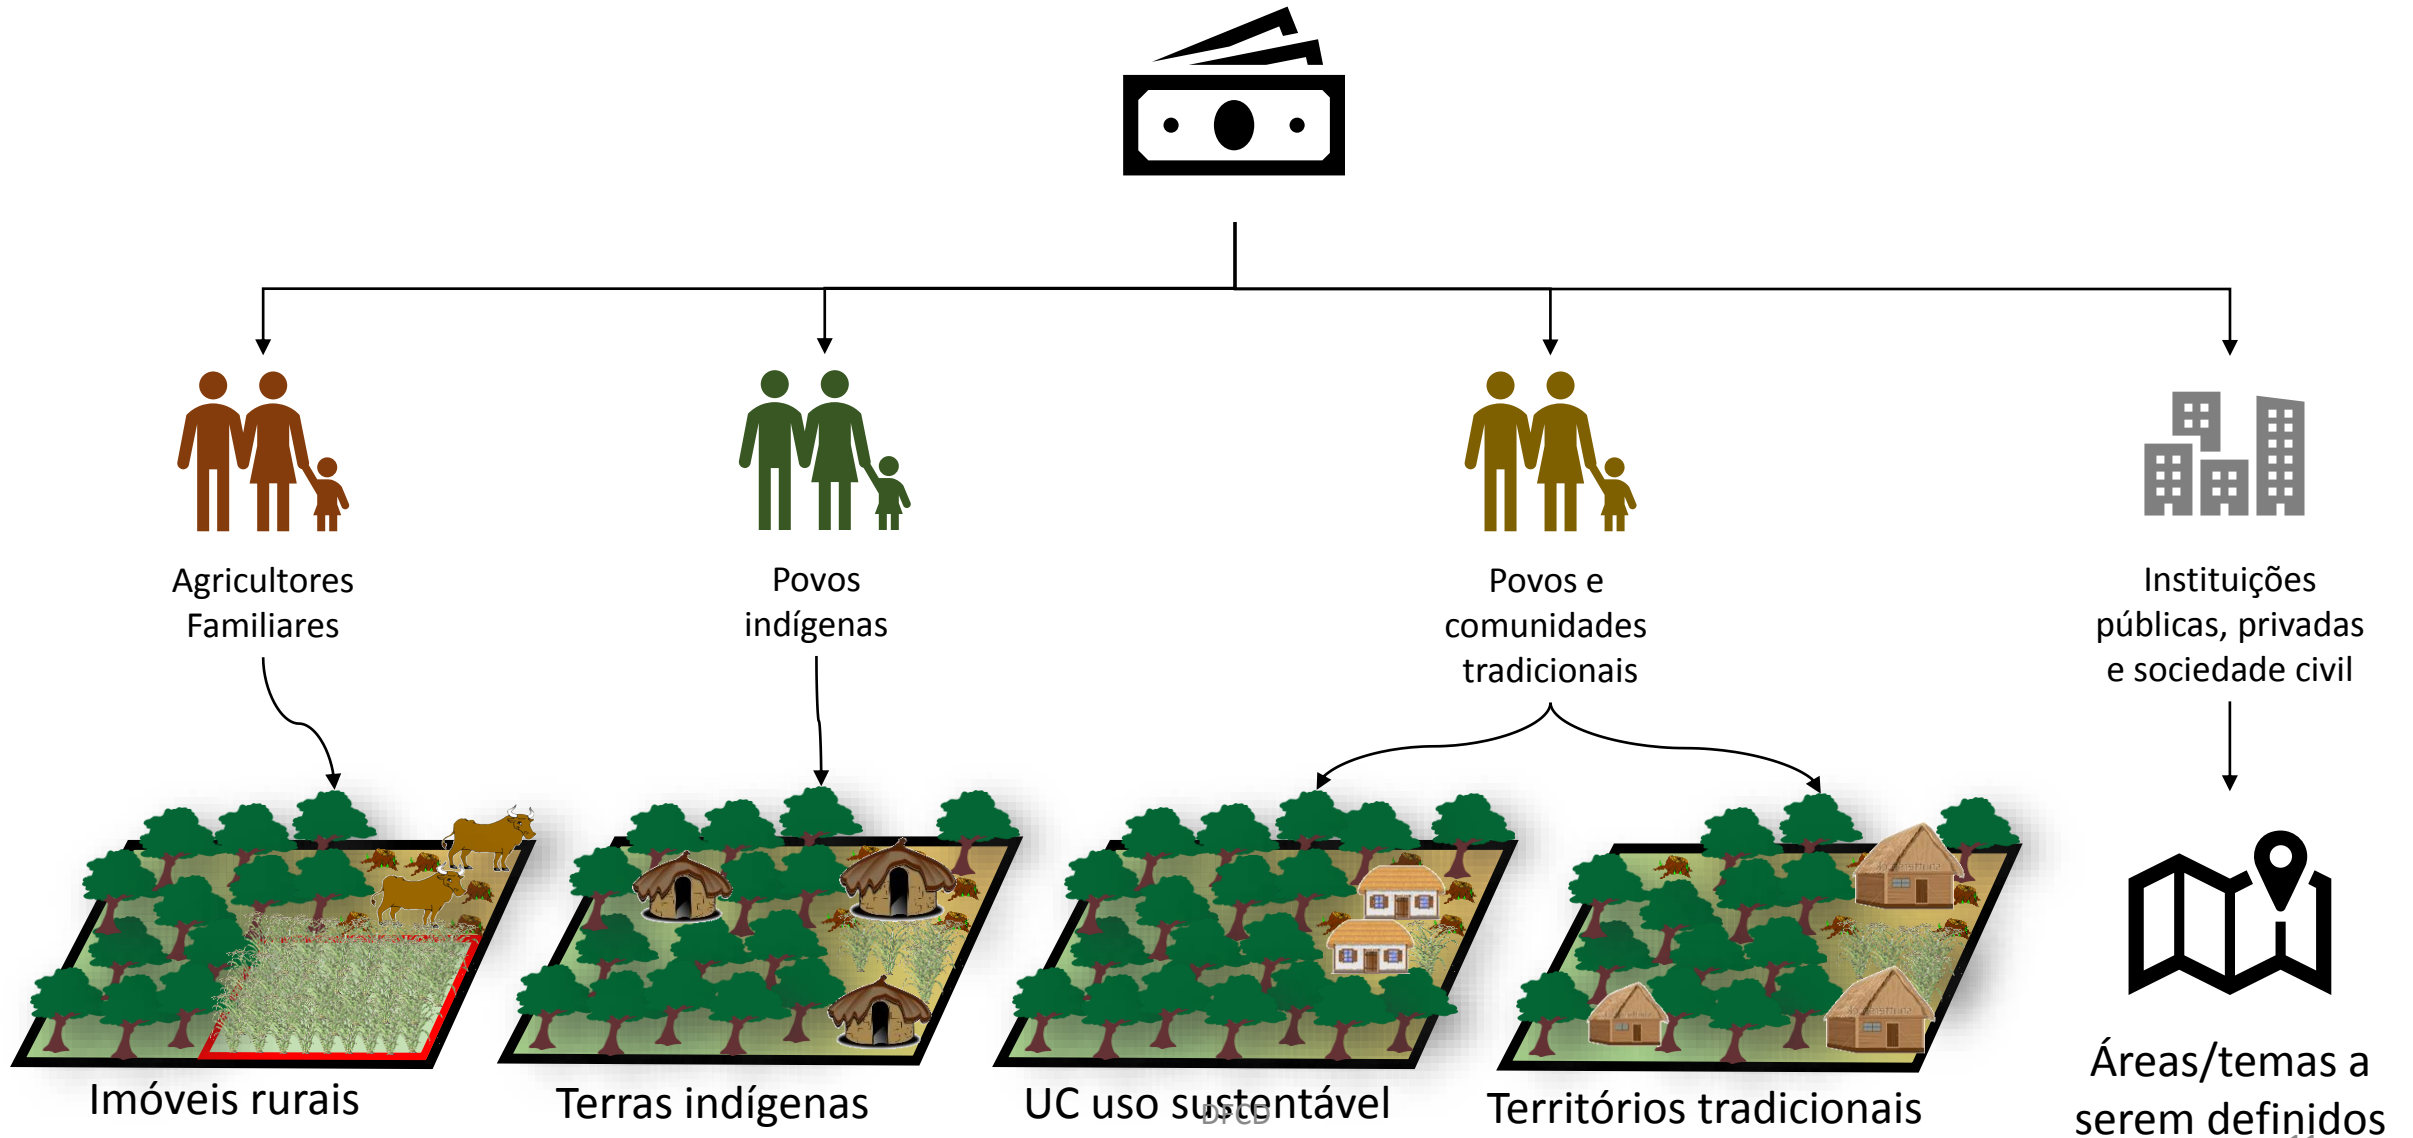 Agricultores
Familiares
Povos
indígenas
Povos e
comunidades
tradicionais
Instituições
públicas, privadas
e sociedade civil
Imóveis rurais
Terras indígenas
UC uso sustentável
Territórios tradicionais
Áreas/temas a
serem definidos
DFCD